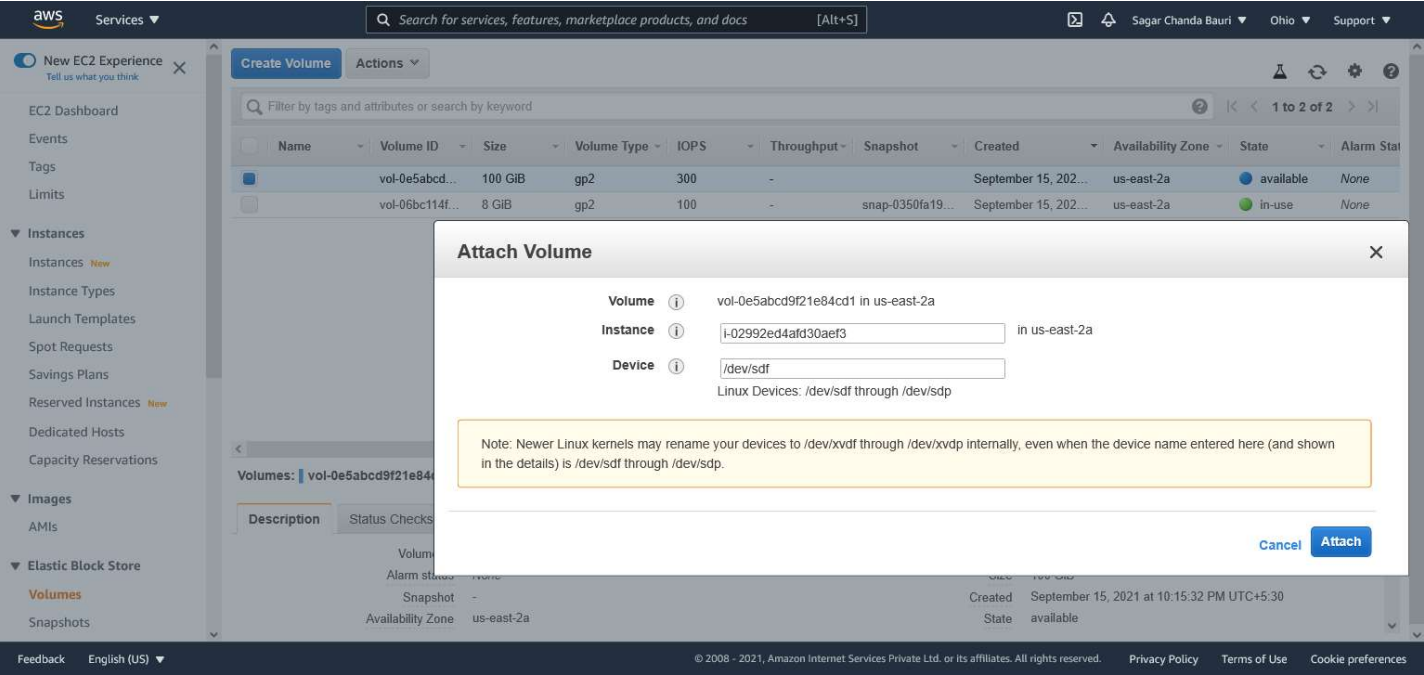 aws Services ▼ Search for services, features, marketplace products, and docs [Alt+S] Sagar Chanda Bauri ▼ Ohio ▼ Support ▼
New EC2 Experience
Tell us what you think
EC2 Dashboard
Events
Tags
Limits
Instances
Instances New
Instance Types
Launch Templates
Spot Requests
Savings Plans
Reserved Instances New
Dedicated Hosts
Capacity Reservations
Images
AMIs
Elastic Block Store
Volumes
Snapshots
Create Volume Actions
Filter by tags and attributes or search by keyword 1 to 2 of 2
Name Volume ID Size Volume Type IOPS Throughput Snapshot Created Availability Zone State Alarm Stat
vol-0e5abcd... 100 GiB gp2 300 - September 15, 202... us-east-2a available None
vol-06bc114f... 8 GiB gp2 100 - snap-0350fa19... September 15, 202... us-east-2a in-use None
Attach Volume
Volume vol-0e5abcd9f21e84cd1 in us-east-2a
Instance i-02992ed4afd30aef3 in us-east-2a
Device /dev/sdf
Linux Devices: /dev/sdf through /dev/sdp
Note: Newer Linux kernels may rename your devices to /dev/xvdf through /dev/xvdp internally, even when the device name entered here (and shown
in the details) is /dev/sdf through /dev/sdp.
Cancel Attach
Volumes: vol-0e5abcd9f21e84
Description Status Checks
Volume
Alarm status None Size 100 GiB
Snapshot - Created September 15, 2021 at 10:15:32 PM UTC+5:30
Availability Zone us-east-2a State available
Feedback English (US) ▼ © 2008 - 2021, Amazon Internet Services Private Ltd. or its affiliates. All rights reserved. Privacy Policy Terms of Use Cookie preferences